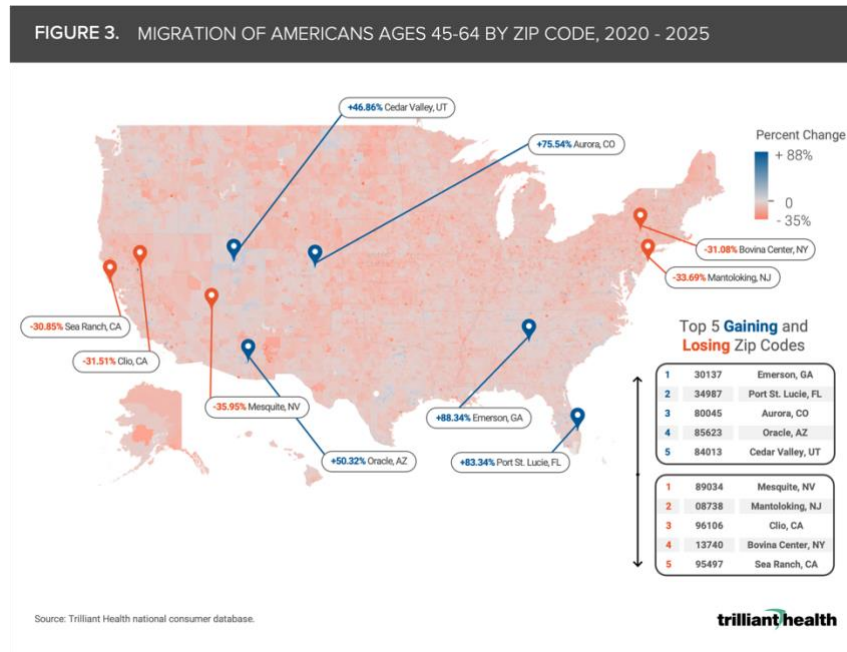 FIGURE 3. MIGRATION OF AMERICANS AGES 45-64 BY ZIP CODE, 2020 - 2025
+46.86% Cedar Valley, UT
+75.54% Aurora, CO
Percent Change
+ 88%
0
- 35%
-31.08% Bovina Center, NY
-33.69% Mantoloking, NJ
-30.85% Sea Ranch, CA
-31.51% Clio, CA
-35.95% Mesquite, NV
+88.34% Emerson, GA
+50.32% Oracle, AZ
+83.34% Port St. Lucie, FL
Top 5 Gaining and
Losing Zip Codes
1 30137 Emerson, GA
2 34987 Port St. Lucie, FL
3 80045 Aurora, CO
4 85623 Oracle, AZ
5 84013 Cedar Valley, UT
1 89034 Mesquite, NV
2 08738 Mantoloking, NJ
3 96106 Clio, CA
4 13740 Bovina Center, NY
5 95497 Sea Ranch, CA
Source: Trilliant Health national consumer database.
trilliant health